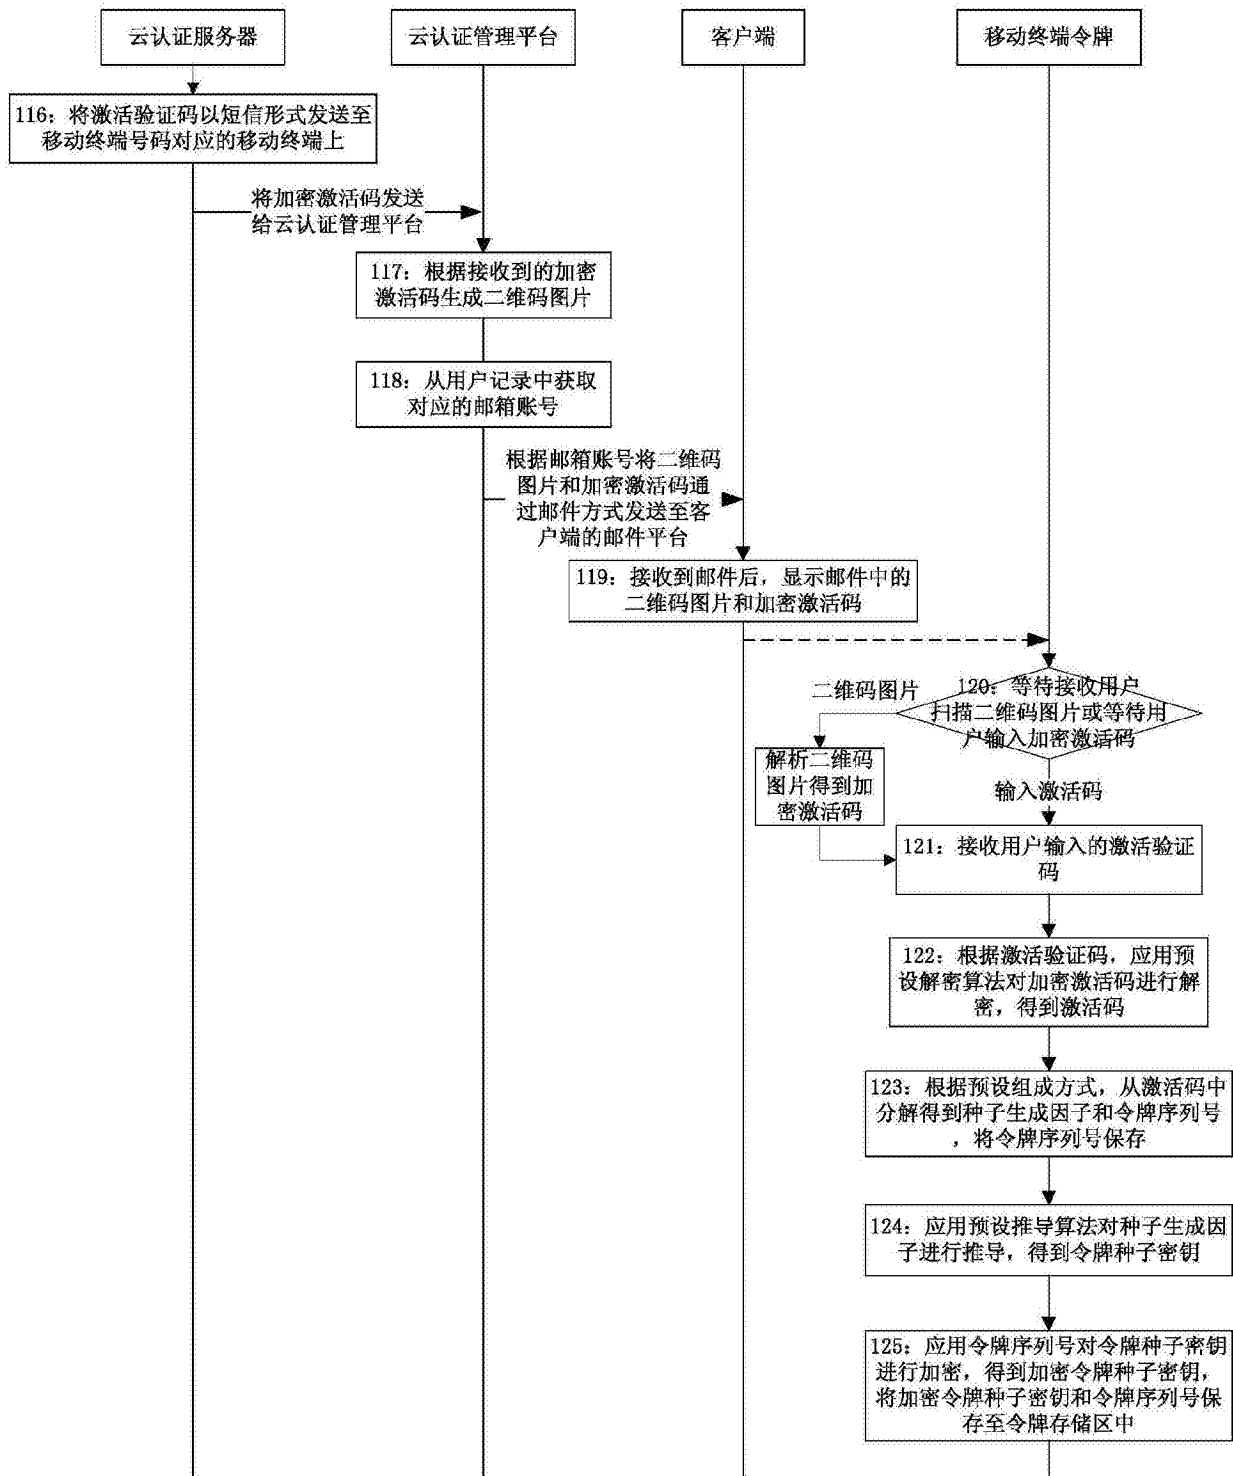 云认证服务器
云认证管理平台
客户端
移动终端令牌
116：将激活验证码以短信形式发送至
移动终端号码对应的移动终端上
将加密激活码发送
给云认证管理平台
117：根据接收到的加密
激活码生成二维码图片
118：从用户记录中获取
对应的邮箱账号
根据邮箱账号将二维码
图片和加密激活码通
过邮件方式发送至客
户端的邮件平台
119：接收到邮件后，显示邮件中的
二维码图片和加密激活码
二维码图片
120：等待接收用户
扫描二维码图片或等待用
户输入加密激活码
解析二维码
图片得到加
密激活码
输入激活码
121：接收用户输入的激活验证
码
122：根据激活验证码，应用预
设解密算法对加密激活码进行解
密，得到激活码
123：根据预设组成方式，从激活码中
分解得到种子生成因子和令牌序列号
，将令牌序列号保存
124：应用预设推导算法对种子生成因
子进行推导，得到令牌种子密钥
125：应用令牌序列号对令牌种子密钥
进行加密，得到加密令牌种子密钥，
将加密令牌种子密钥和令牌序列号保
存至令牌存储区中